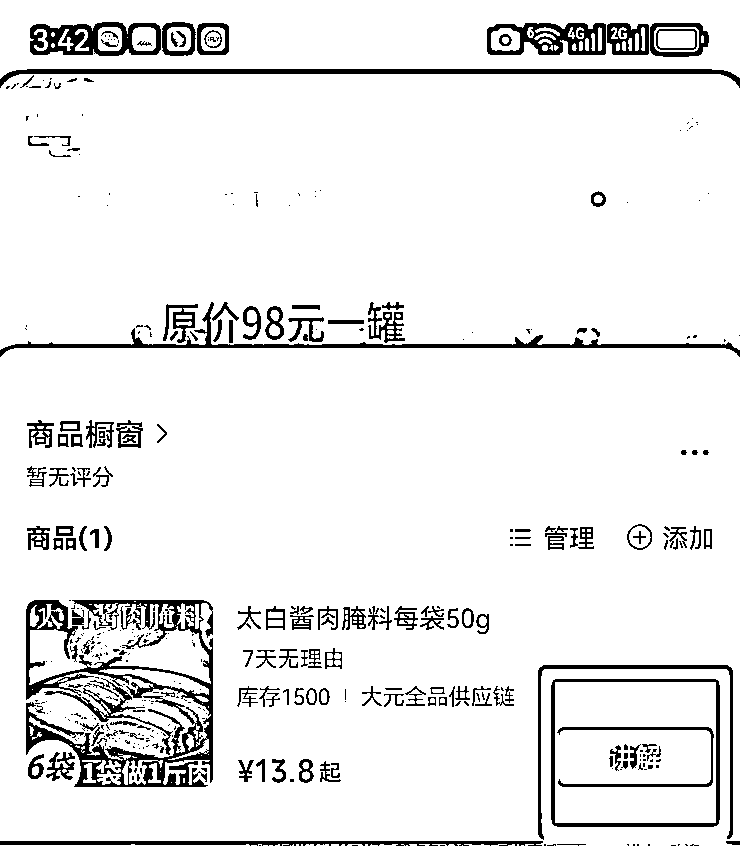 3:42
6 4G 2G
原价98元一罐
商品橱窗 >
暂无评分
商品(1)
管理
添加
太白酱肉腌料
6袋
1袋做1斤肉
太白酱肉腌料每袋50g
7天无理由
库存1500 | 大元全品供应链
¥13.8起
讲解